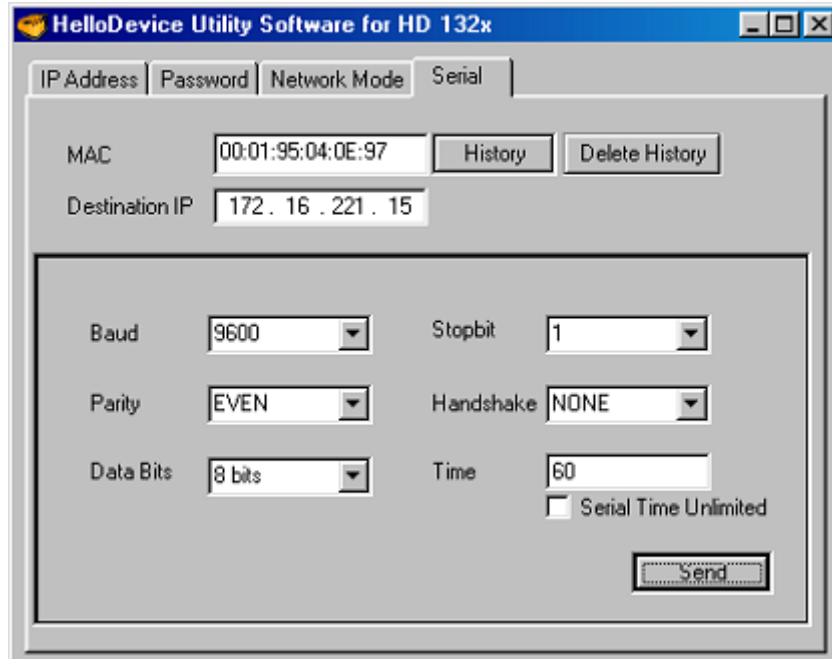 HelloDevice Utility Software for HD 132x
IP Address Password Network Mode Serial
MAC 00:01:95:04:0E:97 History Delete History
Destination IP 172 . 16 . 221 . 15
Baud 9600 Stopbit 1
Parity EVEN Handshake NONE
Data Bits 8 bits Time 60
Serial Time Unlimited
Send